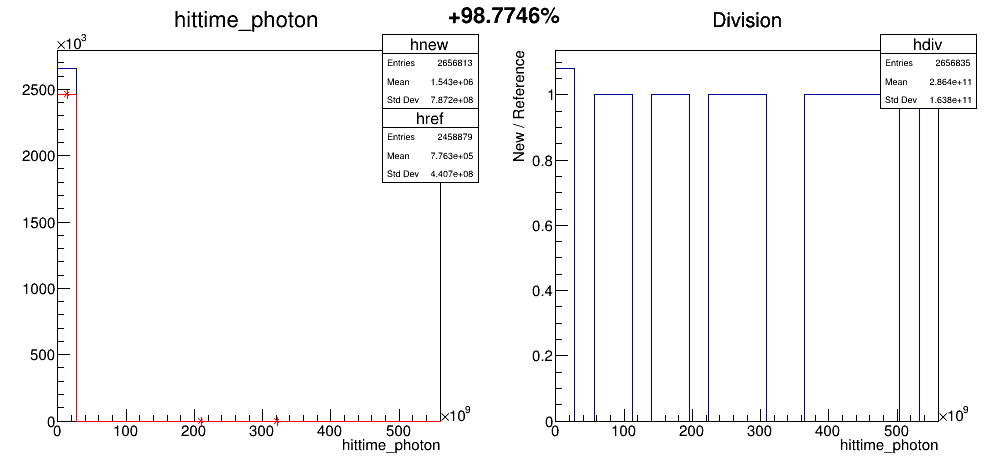 +98.7746%
hittime_photon
×10³
hnew
Entries 2656813
Mean 1.543e+06
Std Dev 7.872e+08
href
Entries 2458879
Mean 7.763e+05
Std Dev 4.407e+08
2500
2000
1500
1000
500
0
0 100 200 300 400 500
×10⁹
hittime_photon
Division
hdiv
Entries 2656835
Mean 2.864e+11
Std Dev 1.638e+11
New / Reference
1
0.8
0.6
0.4
0.2
0
0 100 200 300 400 500
×10⁹
hittime_photon